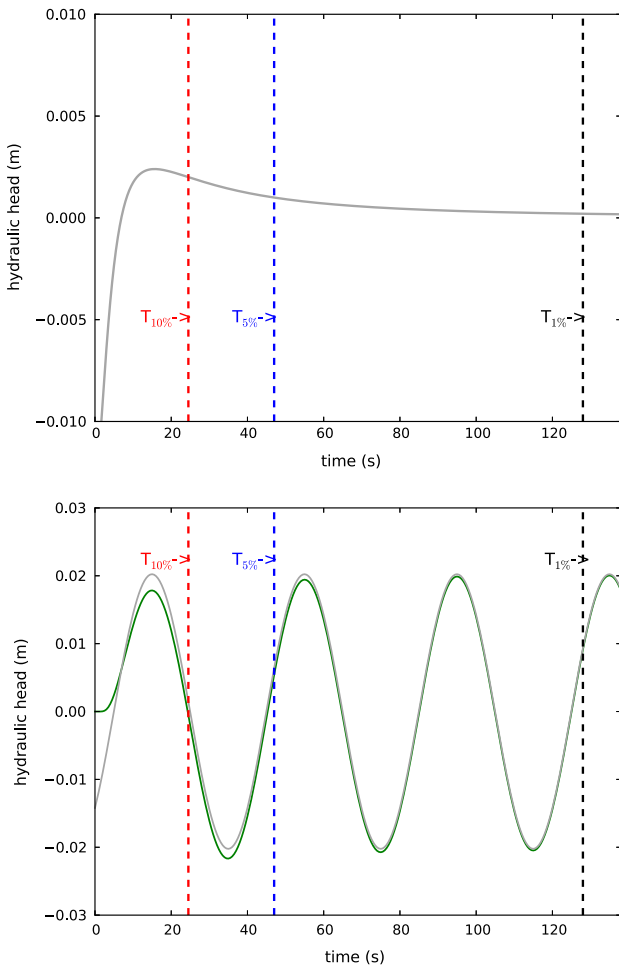 0.010
0.005
0.000
−0.005
−0.010
hydraulic head (m)
T10%->
T5%->
T1%->
0 20 40 60 80 100 120
time (s)
0.03
0.02
0.01
0.00
−0.01
−0.02
−0.03
hydraulic head (m)
T10%->
T5%->
T1%->
0 20 40 60 80 100 120
time (s)